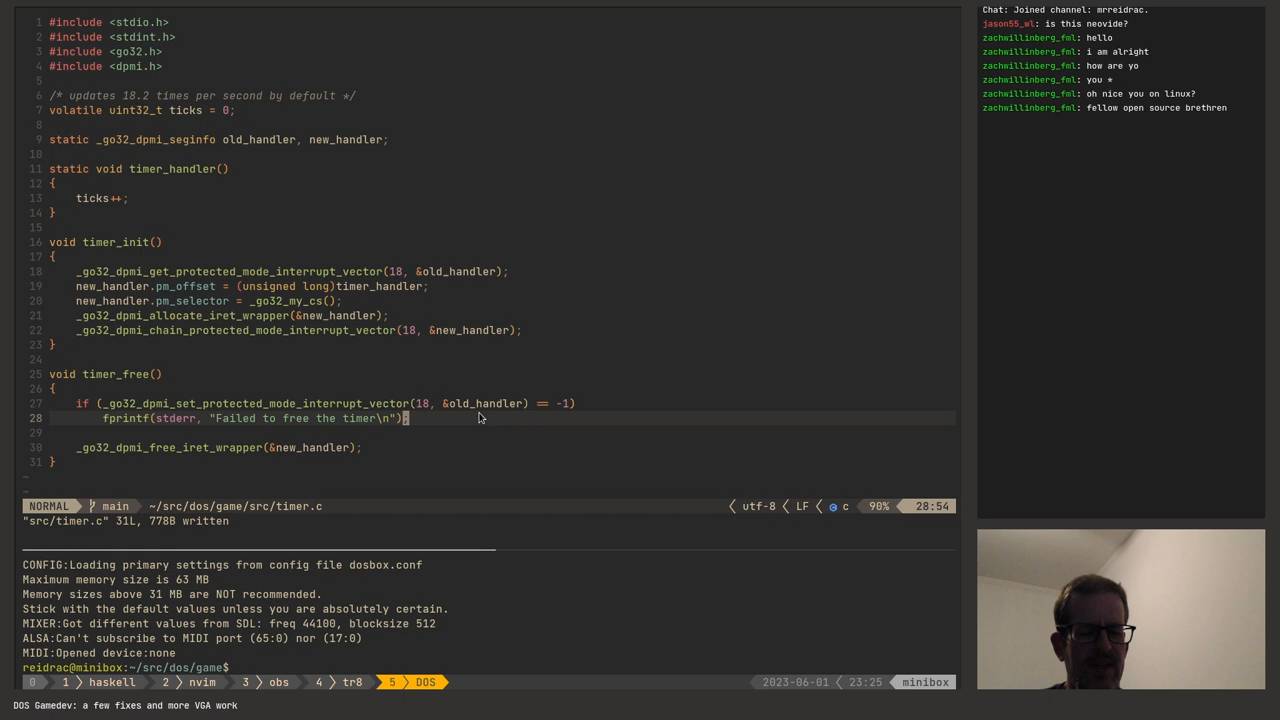 1 #include <stdio.h>
2 #include <stdint.h>
3 #include <go32.h>
4 #include <dpmi.h>
5
6 /* updates 18.2 times per second by default */
7 volatile uint32_t ticks = 0;
8
9 static _go32_dpmi_seginfo old_handler, new_handler;
10
11 static void timer_handler()
12 {
13     ticks++;
14 }
15
16 void timer_init()
17 {
18     _go32_dpmi_get_protected_mode_interrupt_vector(18, &old_handler);
19     new_handler.pm_offset = (unsigned long)timer_handler;
20     new_handler.pm_selector = _go32_my_cs();
21     _go32_dpmi_allocate_iret_wrapper(&new_handler);
22     _go32_dpmi_chain_protected_mode_interrupt_vector(18, &new_handler);
23 }
24
25 void timer_free()
26 {
27     if (_go32_dpmi_set_protected_mode_interrupt_vector(18, &old_handler) == -1)
28         fprintf(stderr, "Failed to free the timer\n");
29
30     _go32_dpmi_free_iret_wrapper(&new_handler);
31 }
~
~
NORMAL main ~/src/dos/game/src/timer.c utf-8 LF c 90% 28:54
"src/timer.c" 31L, 778B written
CONFIG:Loading primary settings from config file dosbox.conf
Maximum memory size is 63 MB
Memory sizes above 31 MB are NOT recommended.
Stick with the default values unless you are absolutely certain.
MIXER:Got different values from SDL: freq 44100, blocksize 512
ALSA:Can't subscribe to MIDI port (65:0) nor (17:0)
MIDI:Opened device:none
reidrac@minibox:~/src/dos/game$
0 1 haskell 2 nvim 3 obs 4 tr8 5 DOS 2023-06-01 23:25 minibox
DOS Gamedev: a few fixes and more VGA work
Chat: Joined channel: mrreidrac.
jason55_wl: is this neovide?
zachwillinberg_fml: hello
zachwillinberg_fml: i am alright
zachwillinberg_fml: how are yo
zachwillinberg_fml: you *
zachwillinberg_fml: oh nice you on linux?
zachwillinberg_fml: fellow open source brethren